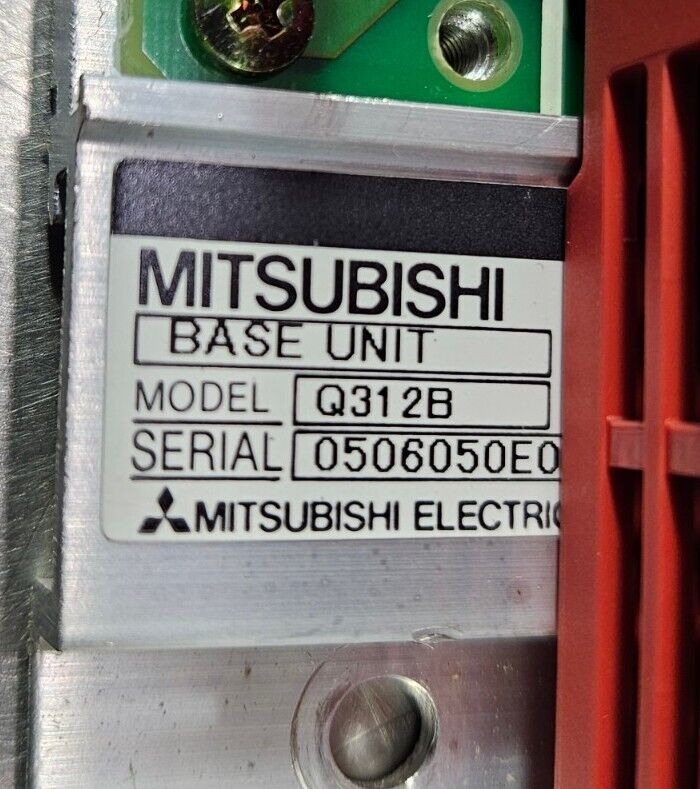 MITSUBISHI
BASE UNIT
MODEL Q312B
SERIAL 0506050E0
MITSUBISHI ELECTRIC